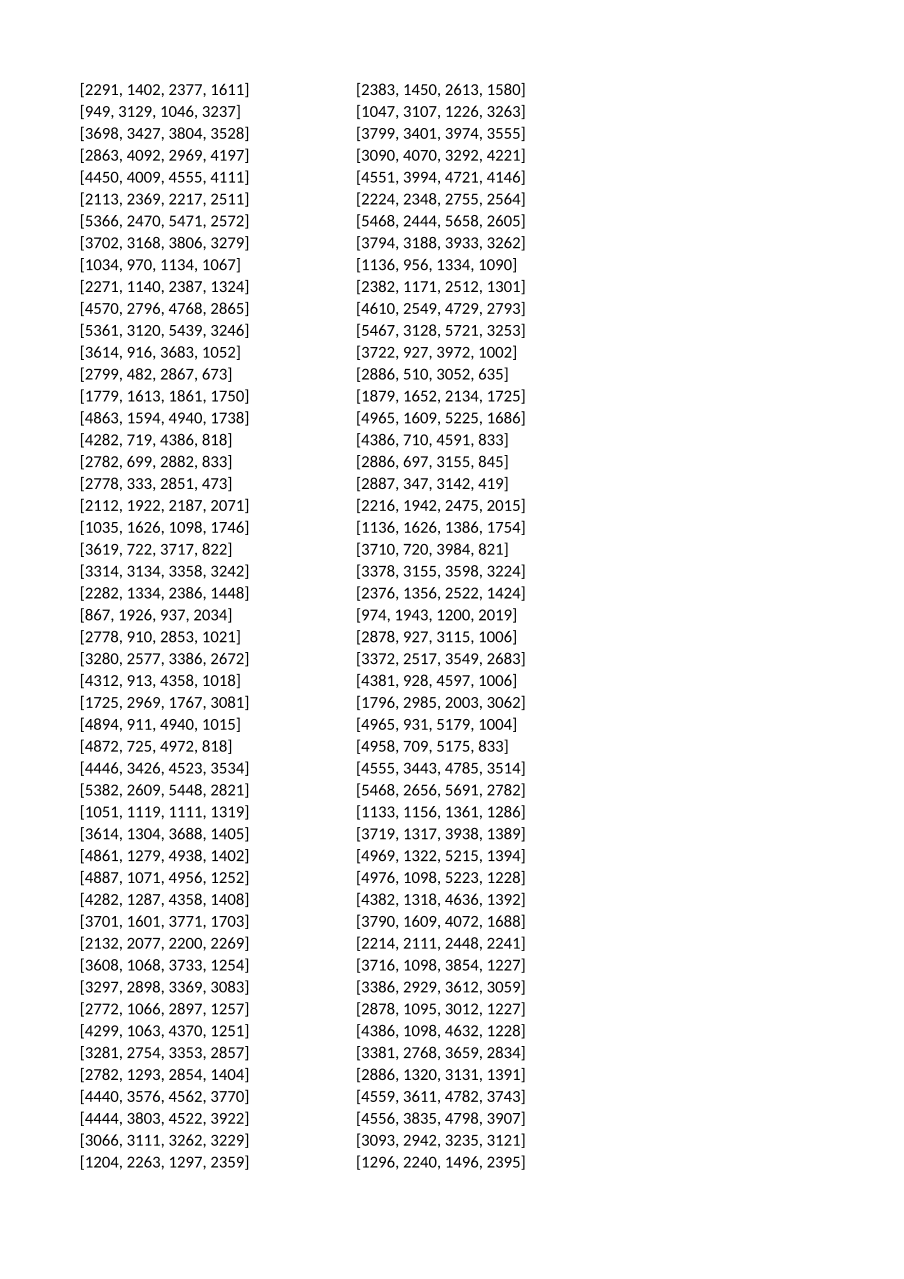 [2291, 1402, 2377, 1611] [2383, 1450, 2613, 1580]
[949, 3129, 1046, 3237] [1047, 3107, 1226, 3263]
[3698, 3427, 3804, 3528] [3799, 3401, 3974, 3555]
[2863, 4092, 2969, 4197] [3090, 4070, 3292, 4221]
[4450, 4009, 4555, 4111] [4551, 3994, 4721, 4146]
[2113, 2369, 2217, 2511] [2224, 2348, 2755, 2564]
[5366, 2470, 5471, 2572] [5468, 2444, 5658, 2605]
[3702, 3168, 3806, 3279] [3794, 3188, 3933, 3262]
[1034, 970, 1134, 1067] [1136, 956, 1334, 1090]
[2271, 1140, 2387, 1324] [2382, 1171, 2512, 1301]
[4570, 2796, 4768, 2865] [4610, 2549, 4729, 2793]
[5361, 3120, 5439, 3246] [5467, 3128, 5721, 3253]
[3614, 916, 3683, 1052] [3722, 927, 3972, 1002]
[2799, 482, 2867, 673] [2886, 510, 3052, 635]
[1779, 1613, 1861, 1750] [1879, 1652, 2134, 1725]
[4863, 1594, 4940, 1738] [4965, 1609, 5225, 1686]
[4282, 719, 4386, 818] [4386, 710, 4591, 833]
[2782, 699, 2882, 833] [2886, 697, 3155, 845]
[2778, 333, 2851, 473] [2887, 347, 3142, 419]
[2112, 1922, 2187, 2071] [2216, 1942, 2475, 2015]
[1035, 1626, 1098, 1746] [1136, 1626, 1386, 1754]
[3619, 722, 3717, 822] [3710, 720, 3984, 821]
[3314, 3134, 3358, 3242] [3378, 3155, 3598, 3224]
[2282, 1334, 2386, 1448] [2376, 1356, 2522, 1424]
[867, 1926, 937, 2034] [974, 1943, 1200, 2019]
[2778, 910, 2853, 1021] [2878, 927, 3115, 1006]
[3280, 2577, 3386, 2672] [3372, 2517, 3549, 2683]
[4312, 913, 4358, 1018] [4381, 928, 4597, 1006]
[1725, 2969, 1767, 3081] [1796, 2985, 2003, 3062]
[4894, 911, 4940, 1015] [4965, 931, 5179, 1004]
[4872, 725, 4972, 818] [4958, 709, 5175, 833]
[4446, 3426, 4523, 3534] [4555, 3443, 4785, 3514]
[5382, 2609, 5448, 2821] [5468, 2656, 5691, 2782]
[1051, 1119, 1111, 1319] [1133, 1156, 1361, 1286]
[3614, 1304, 3688, 1405] [3719, 1317, 3938, 1389]
[4861, 1279, 4938, 1402] [4969, 1322, 5215, 1394]
[4887, 1071, 4956, 1252] [4976, 1098, 5223, 1228]
[4282, 1287, 4358, 1408] [4382, 1318, 4636, 1392]
[3701, 1601, 3771, 1703] [3790, 1609, 4072, 1688]
[2132, 2077, 2200, 2269] [2214, 2111, 2448, 2241]
[3608, 1068, 3733, 1254] [3716, 1098, 3854, 1227]
[3297, 2898, 3369, 3083] [3386, 2929, 3612, 3059]
[2772, 1066, 2897, 1257] [2878, 1095, 3012, 1227]
[4299, 1063, 4370, 1251] [4386, 1098, 4632, 1228]
[3281, 2754, 3353, 2857] [3381, 2768, 3659, 2834]
[2782, 1293, 2854, 1404] [2886, 1320, 3131, 1391]
[4440, 3576, 4562, 3770] [4559, 3611, 4782, 3743]
[4444, 3803, 4522, 3922] [4556, 3835, 4798, 3907]
[3066, 3111, 3262, 3229] [3093, 2942, 3235, 3121]
[1204, 2263, 1297, 2359] [1296, 2240, 1496, 2395]